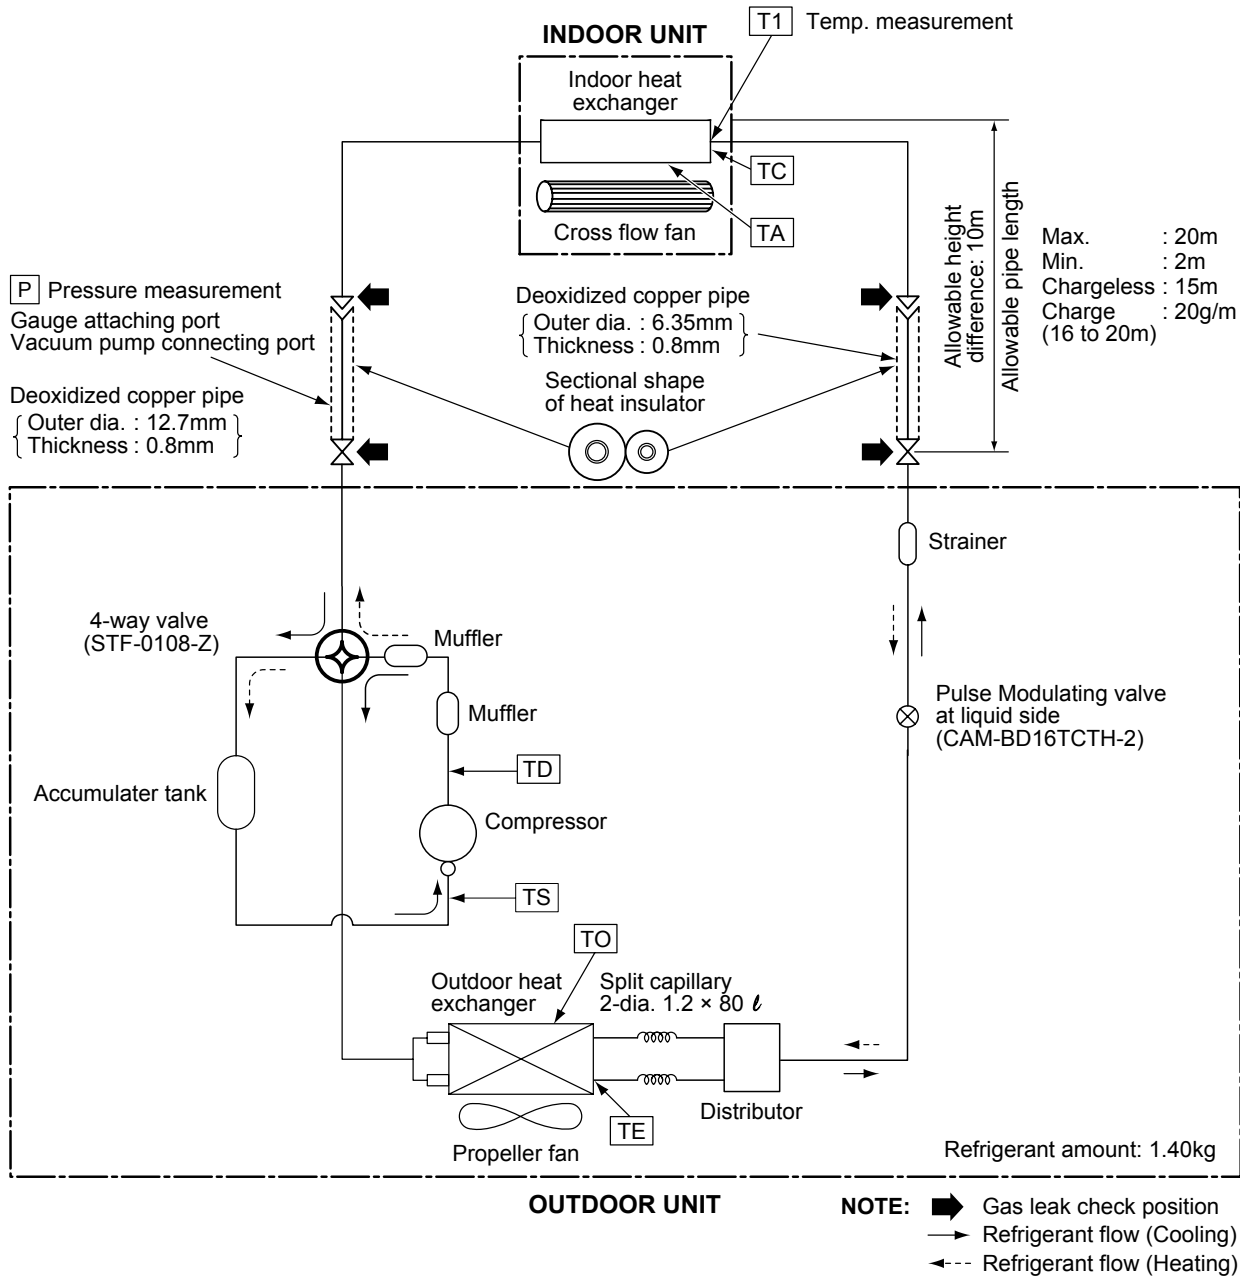 T1 Temp. measurement
INDOOR UNIT
Indoor heat
exchanger
TC
TA
Cross flow fan
Allowable height
difference: 10m
Allowable pipe length
Max. : 20m
Min. : 2m
Chargeless : 15m
Charge : 20g/m
(16 to 20m)
P Pressure measurement
Gauge attaching port
Vacuum pump connecting port
Deoxidized copper pipe
Outer dia. : 12.7mm
Thickness : 0.8mm
Deoxidized copper pipe
Outer dia. : 6.35mm
Thickness : 0.8mm
Sectional shape
of heat insulator
Strainer
4-way valve
(STF-0108-Z)
Muffler
Muffler
Pulse Modulating valve
at liquid side
(CAM-BD16TCTH-2)
TD
Accumulater tank
Compressor
TS
TO
Outdoor heat
exchanger
Split capillary
2-dia. 1.2 × 80 ℓ
TE
Distributor
Propeller fan
Refrigerant amount: 1.40kg
OUTDOOR UNIT
NOTE: Gas leak check position
Refrigerant flow (Cooling)
Refrigerant flow (Heating)